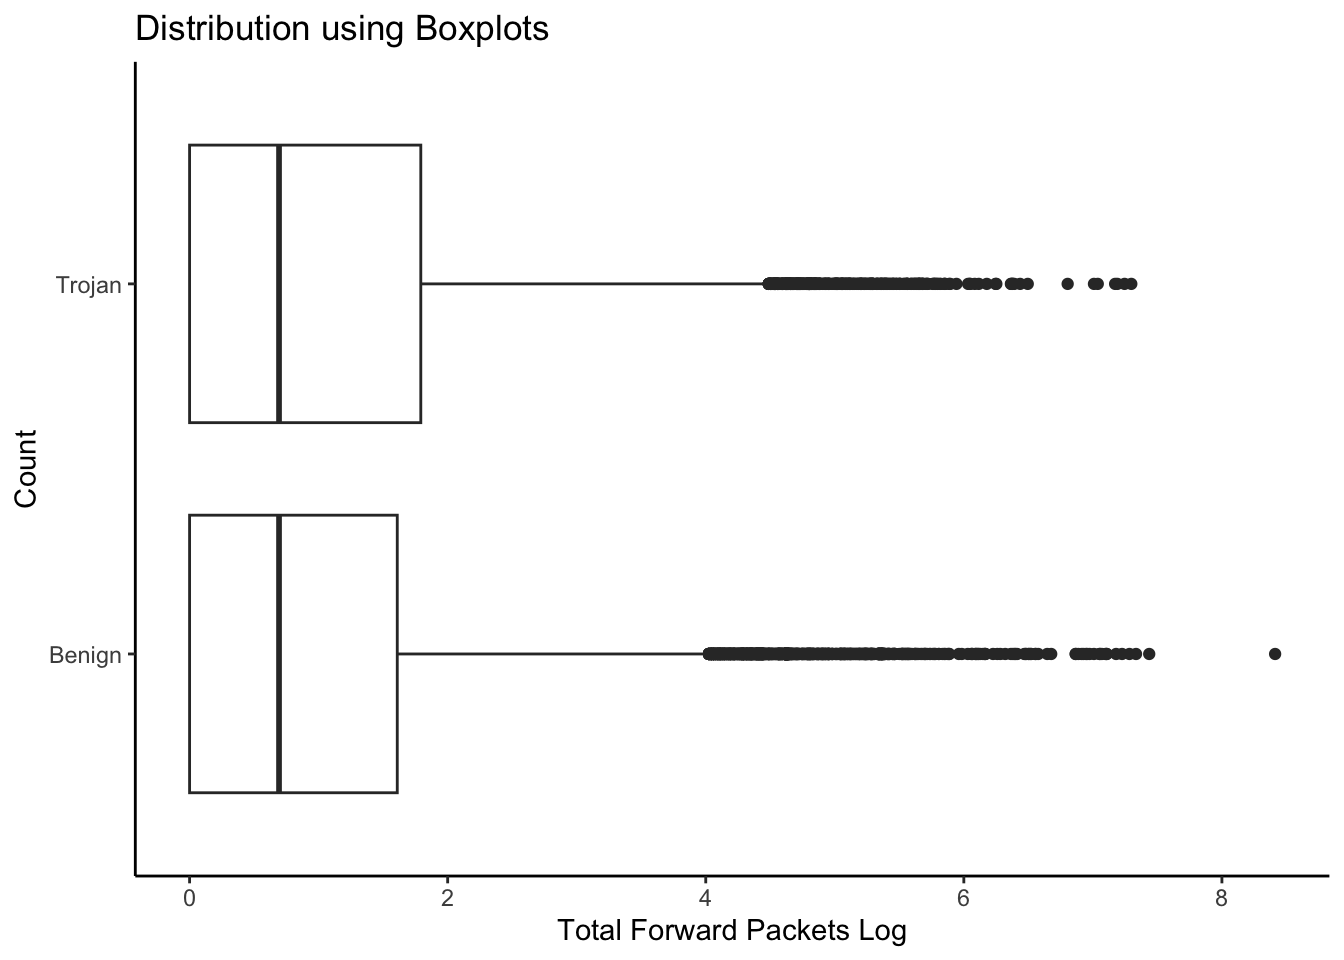 Distribution using Boxplots
Trojan
Count
Benign
0 2 4 6 8
Total Forward Packets Log